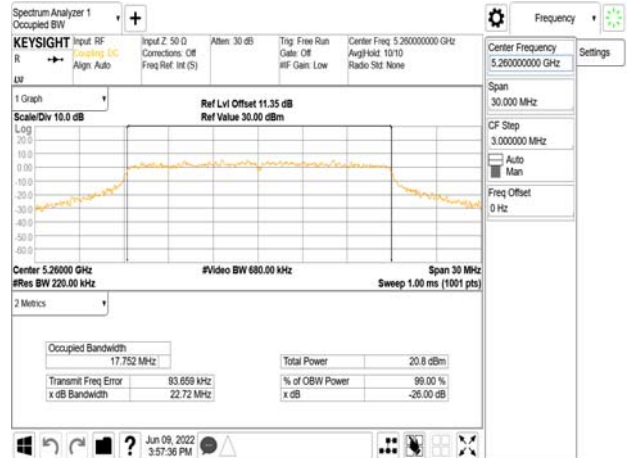 Spectrum Analyzer 1
Occupied BW
+
Frequency
KEYSIGHT
R
Input: RF
Coupling: DC
Align: Auto
Input Z: 50 Ω
Corrections: Off
Freq Ref: Int (S)
Atten: 30 dB
Trig: Free Run
Gate: Off
#IF Gain: Low
Center Freq: 5.260000000 GHz
Avg|Hold: 10/10
Radio Std: None
Center Frequency
5.260000000 GHz
Settings
Span
30.000 MHz
CF Step
3.000000 MHz
Auto
Man
Freq Offset
0 Hz
1 Graph
Scale/Div 10.0 dB
Ref Lvl Offset 11.35 dB
Ref Value 30.00 dBm
Log
20.0
10.0
0.00
-10.0
-20.0
-30.0
-40.0
-50.0
-60.0
Center 5.26000 GHz
#Video BW 680.00 kHz
Span 30 MHz
#Res BW 220.00 kHz
Sweep 1.00 ms (1001 pts)
2 Metrics
Occupied Bandwidth
17.752 MHz
Total Power 20.8 dBm
Transmit Freq Error 93.659 kHz
% of OBW Power 99.00 %
x dB Bandwidth 22.72 MHz
x dB -26.00 dB
?
Jun 09, 2022
3:57:36 PM